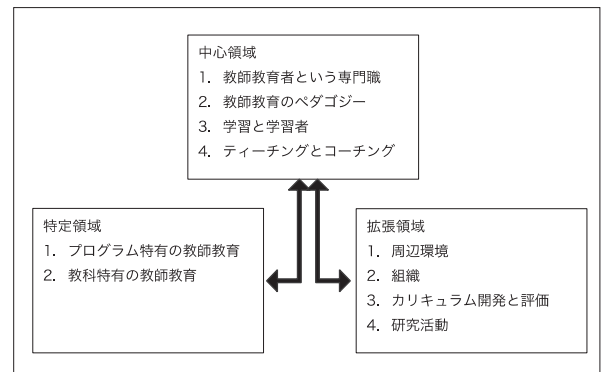 中心領域
1. 教師教育者という専門職
2. 教師教育のペダゴジー
3. 学習と学習者
4. ティーチングとコーチング
特定領域
1. プログラム特有の教師教育
2. 教科特有の教師教育
拡張領域
1. 周辺環境
2. 組織
3. カリキュラム開発と評価
4. 研究活動